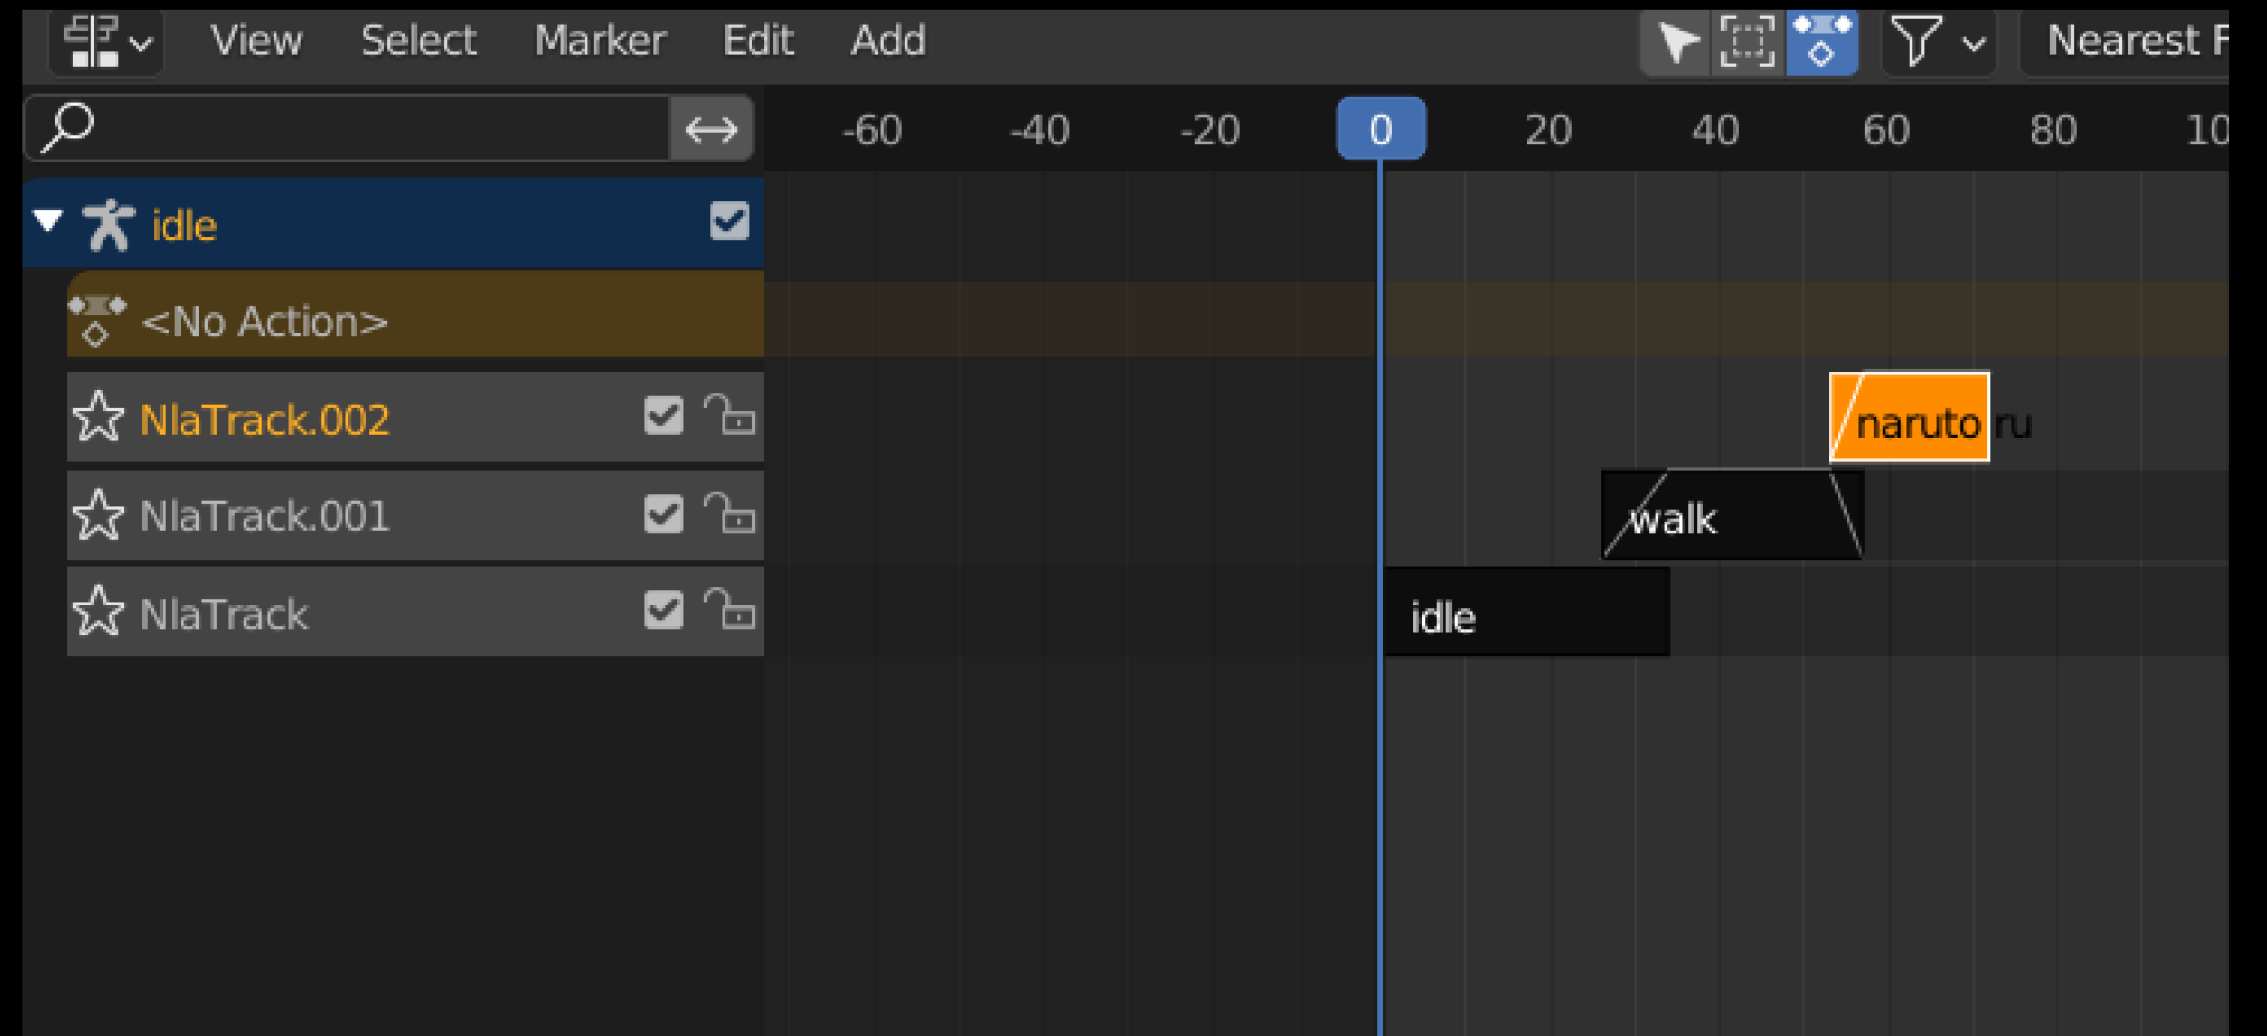 View Select Marker Edit Add Nearest F
-60 -40 -20 0 20 40 60 80 10
idle
<No Action>
NlaTrack.002 naruto ru
NlaTrack.001 walk
NlaTrack idle